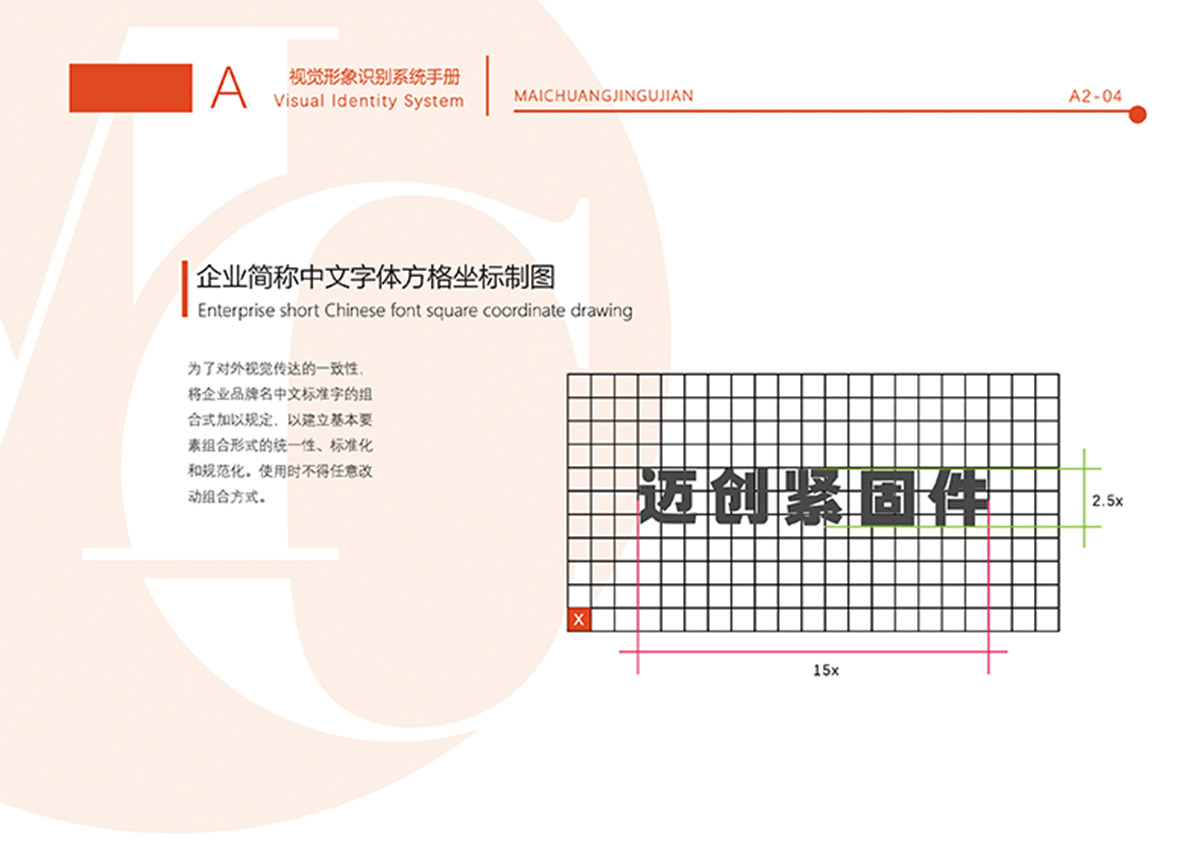 A
视觉形象识别系统手册
Visual Identity System
MAICHUANGJINGUJIAN
A2-04
企业简称中文字体方格坐标制图
Enterprise short Chinese font square coordinate drawing
为了对外视觉传达的一致性,
将企业品牌名中文标准字的组
合式加以规定，以建立基本要
素组合形式的统一性、标准化
和规范化。使用时不得任意改
动组合方式。
迈创紧固件
2.5x
X
15x